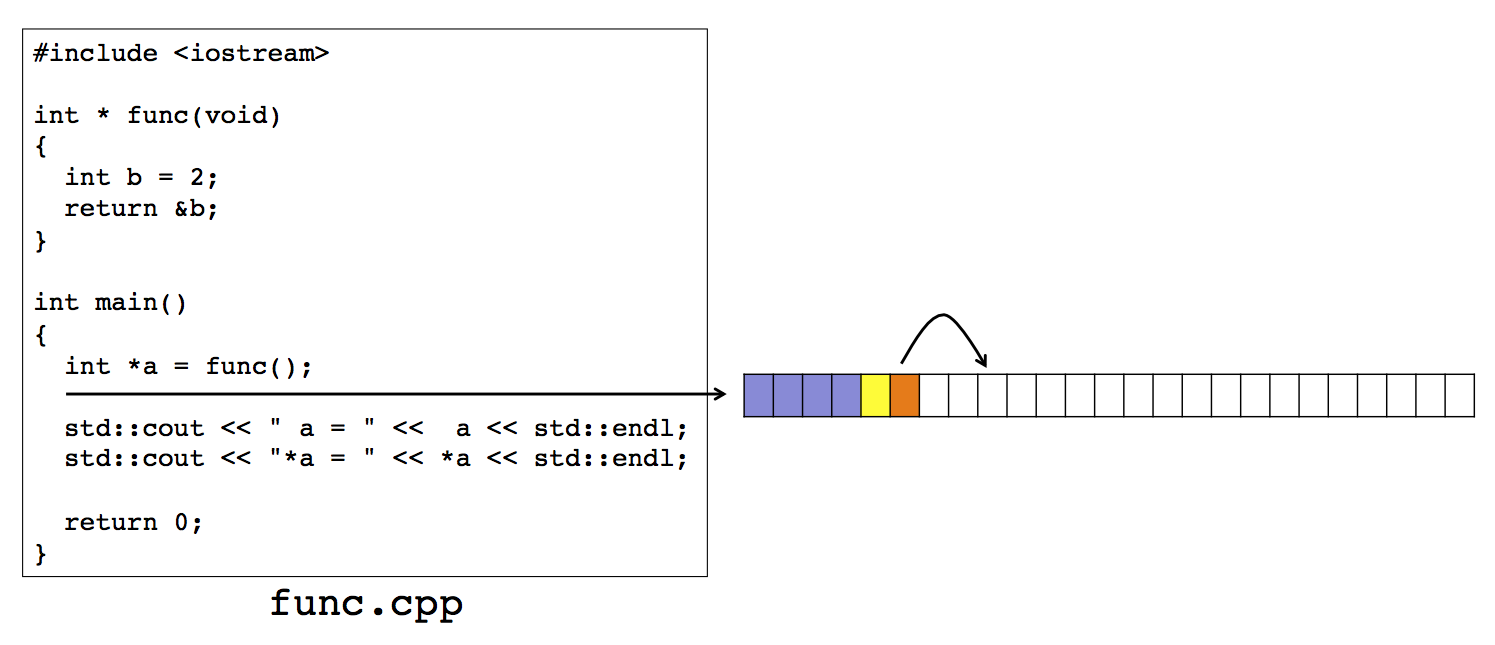 #include <iostream>
int * func(void)
{
  int b = 2;
  return &b;
}
int main()
{
  int *a = func();
  std::cout << " a = " <<  a << std::endl;
  std::cout << "*a = " << *a << std::endl;
  return 0;
}
func.cpp